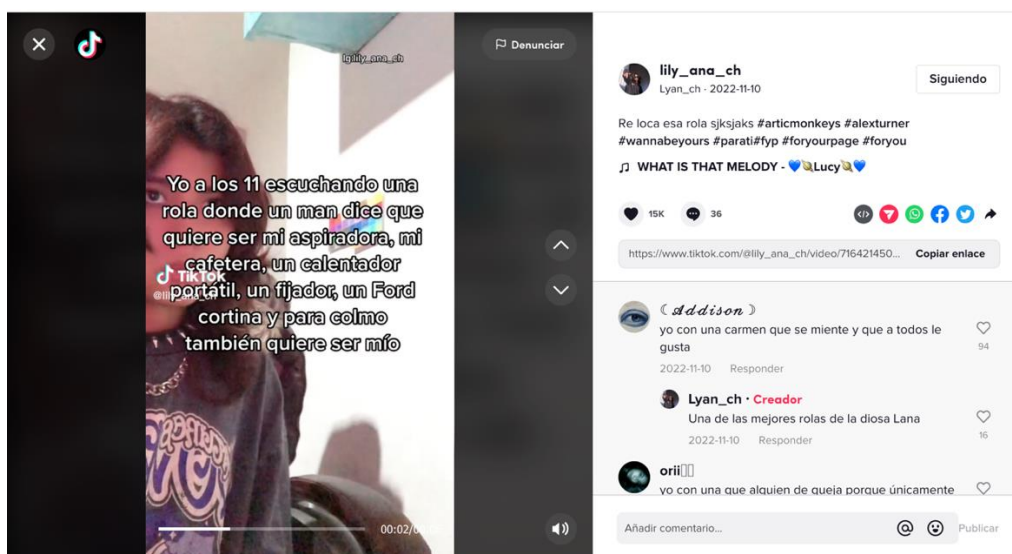 Denunciar
Ig:lily_ana_ch
Yo a los 11 escuchando una
rola donde un man dice que
quiere ser mi aspiradora, mi
cafetera, un calentador
portátil, un fijador, un Ford
cortina y para colmo
también quiere ser mío
TikTok
00:02/
lily_ana_ch
Lyan_ch · 2022-11-10
Siguiendo
Re loca esa rola sjksjaks #articmonkeys #alexturner
#wannabeyours #parati#fyp #foryourpage #foryou
WHAT IS THAT MELODY - 💙🐚Lucy🐚💙
15K
36
https://www.tiktok.com/@lily_ana_ch/video/716421450...
Copiar enlace
☾ 𝓐𝓭𝓭𝓲𝓼𝓸𝓷 ☽
yo con una carmen que se miente y que a todos le
gusta
94
2022-11-10 Responder
Lyan_ch · Creador
Una de las mejores rolas de la diosa Lana
16
2022-11-10 Responder
orii
yo con una que alguien de queja porque únicamente
Añadir comentario...
Publicar